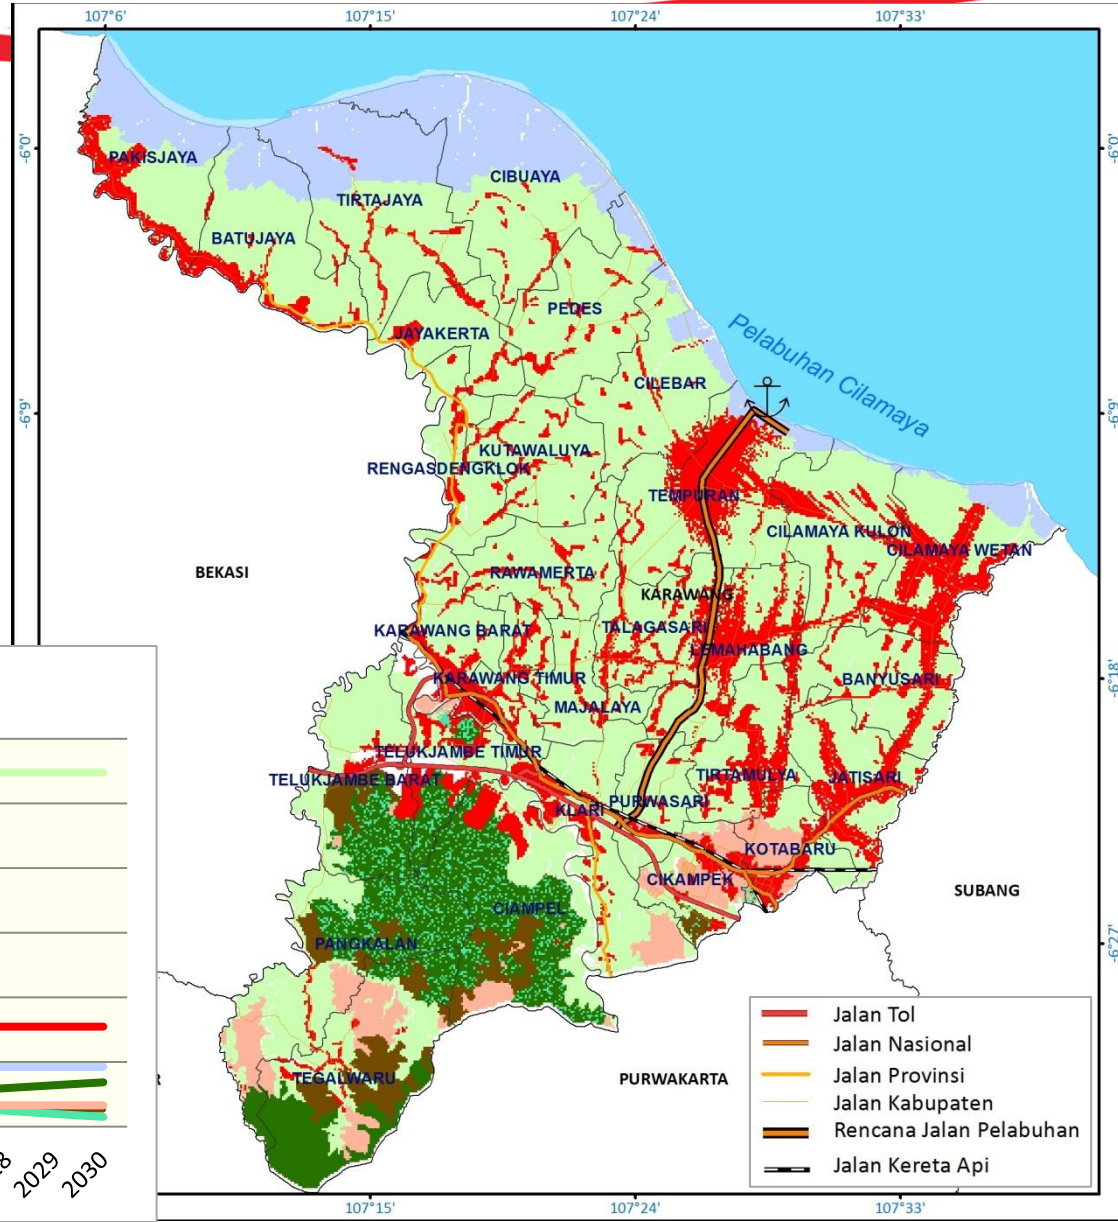 107°6'
107°15'
107°24'
107°33'
-6°0'
-6°0'
PAKISJAYA
CIBUAYA
TIRTAJAYA
BATUJAYA
PEDES
JAYAKERTA
Pelabuhan Cilamaya
CILEBAR
-6°9'
-6°9'
KUTAWALUYA
RENGASDENGKLOK
TEMPURAN
CILAMAYA KULON
CILAMAYA WETAN
BEKASI
RAWAMERTA
KARAWANG
KARAWANG BARAT
TALAGASARI
LEMAHABANG
KARAWANG TIMUR
BANYUSARI
-6°18'
MAJALAYA
TELUKJAMBE TIMUR
TELUKJAMBE BARAT
TIRTAMULYA
JATISARI
KLARI
PURWASARI
KOTABARU
CIKAMPEK
SUBANG
CIAMPEL
PANGKALAN
-6°27'
TEGALWARU
PURWAKARTA
Jalan Tol
Jalan Nasional
Jalan Provinsi
Jalan Kabupaten
Rencana Jalan Pelabuhan
Jalan Kereta Api
2029
2030
107°15'
107°24'
107°33'